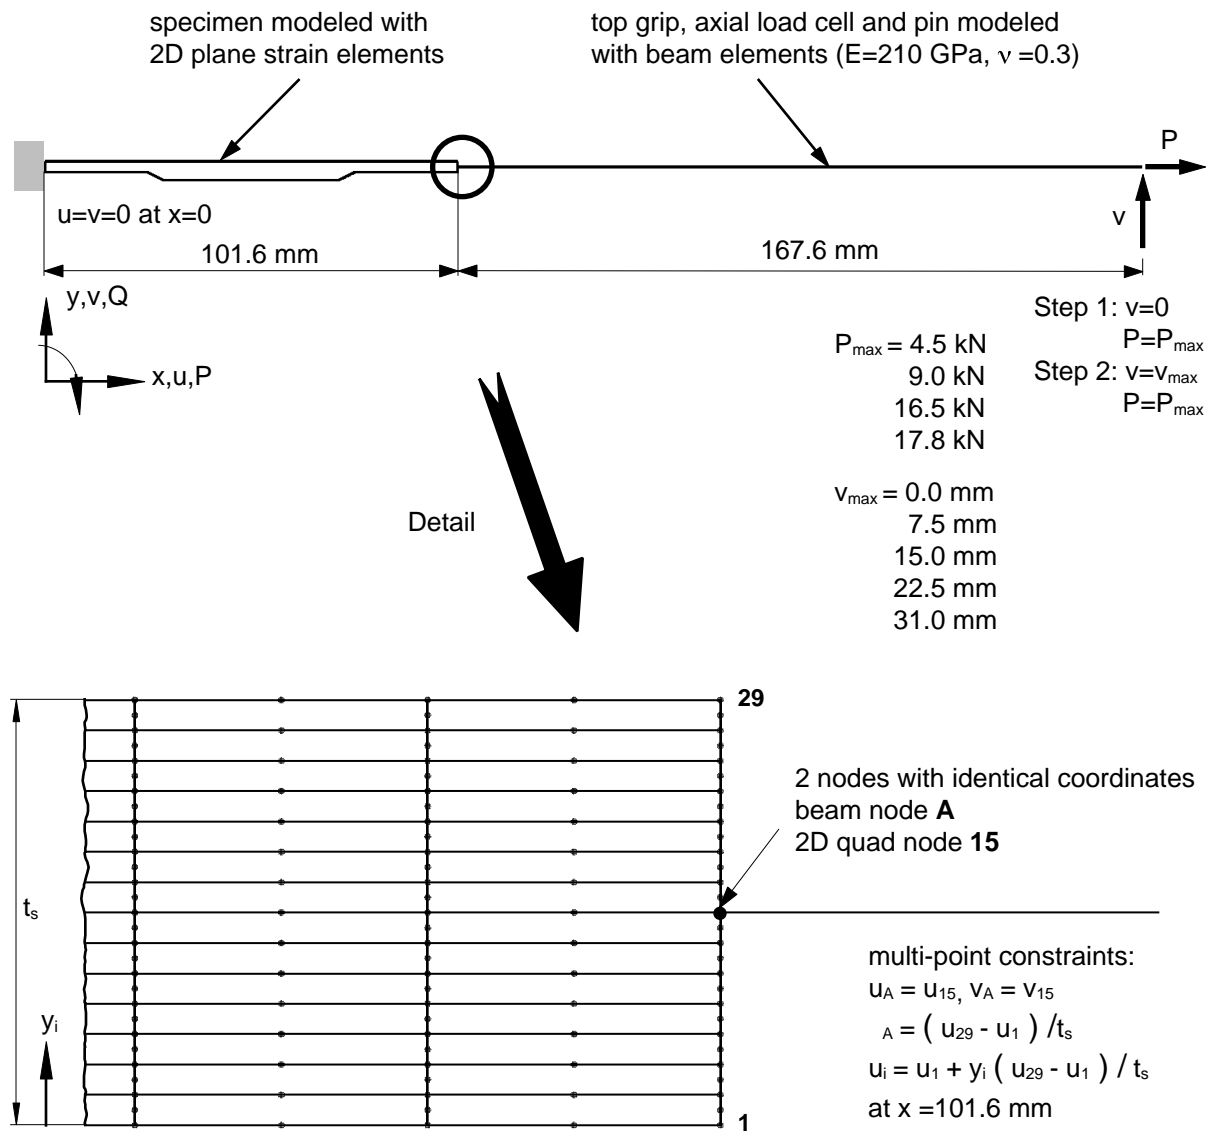 specimen modeled with
2D plane strain elements
top grip, axial load cell and pin modeled
with beam elements (E=210 GPa, ν =0.3)
P
v
u=v=0 at x=0
101.6 mm
167.6 mm
y,v,Q
x,u,P
Step 1: v=0
P=Pmax
Step 2: v=vmax
P=Pmax
Pmax = 4.5 kN
9.0 kN
16.5 kN
17.8 kN
vmax = 0.0 mm
7.5 mm
15.0 mm
22.5 mm
31.0 mm
Detail
29
2 nodes with identical coordinates
beam node A
2D quad node 15
ts
yi
multi-point constraints:
uA = u15, vA = v15
A = ( u29 - u1 ) /ts
ui = u1 + yi ( u29 - u1 ) / ts
at x =101.6 mm
1